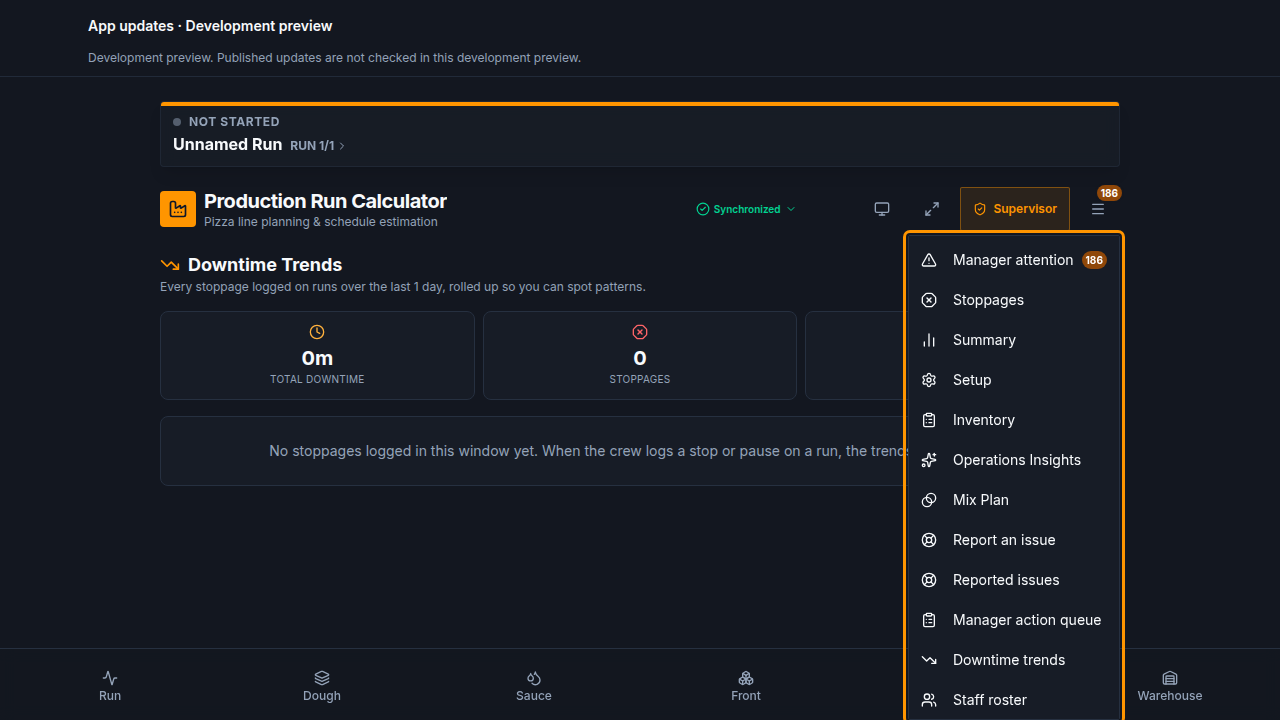 App updates · Development preview
Development preview. Published updates are not checked in this development preview.
NOT STARTED
Unnamed Run RUN 1/1
Production Run Calculator
Pizza line planning & schedule estimation
Synchronized
Supervisor
186
Downtime Trends
Every stoppage logged on runs over the last 1 day, rolled up so you can spot patterns.
0m
TOTAL DOWNTIME
0
STOPPAGES
No stoppages logged in this window yet. When the crew logs a stop or pause on a run, the trends
Manager attention 186
Stoppages
Summary
Setup
Inventory
Operations Insights
Mix Plan
Report an issue
Reported issues
Manager action queue
Downtime trends
Staff roster
Run
Dough
Sauce
Front
Warehouse